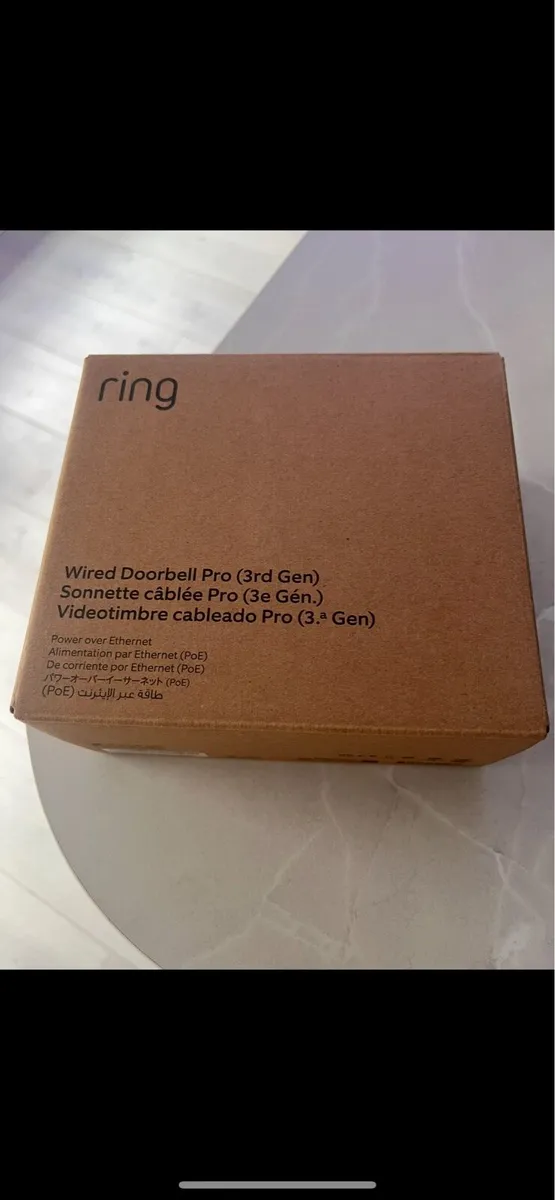 ring
Wired Doorbell Pro (3rd Gen)
Sonnette câblée Pro (3e Gén.)
Videotimbre cableado Pro (3.ª Gen)
Power over Ethernet
Alimentation par Ethernet (PoE)
De corriente por Ethernet (PoE)
パワーオーバーイーサーネット (PoE)
طاقة عبر الإيثرنت (PoE)